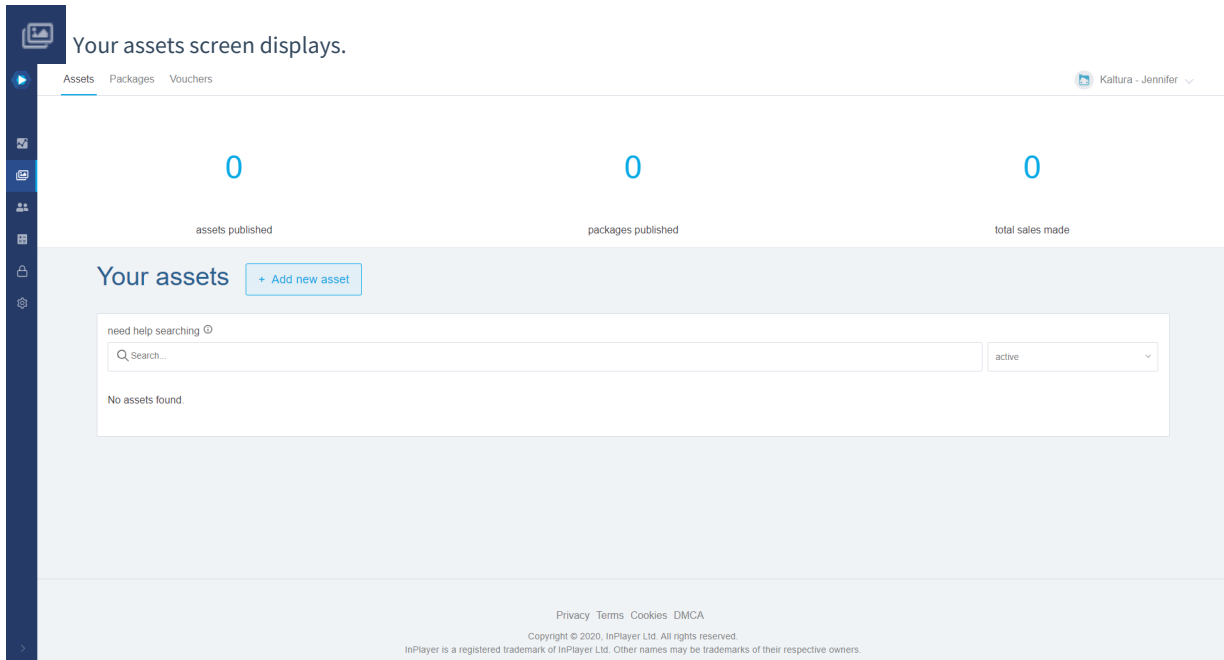 Your assets screen displays.
Assets Packages Vouchers Kaltura - Jennifer
0 0 0
assets published packages published total sales made
Your assets + Add new asset
need help searching
Search... active
No assets found.
Privacy Terms Cookies DMCA
Copyright © 2020, InPlayer Ltd. All rights reserved.
InPlayer is a registered trademark of InPlayer Ltd. Other names may be trademarks of their respective owners.